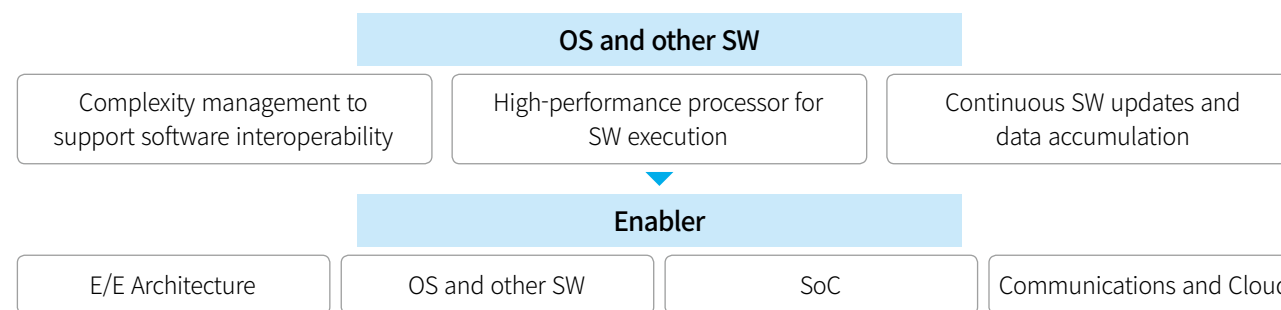 OS and other SW
Complexity management to
support software interoperability
High-performance processor for
SW execution
Continuous SW updates and
data accumulation
Enabler
E/E Architecture
OS and other SW
SoC
Communications and Cloud